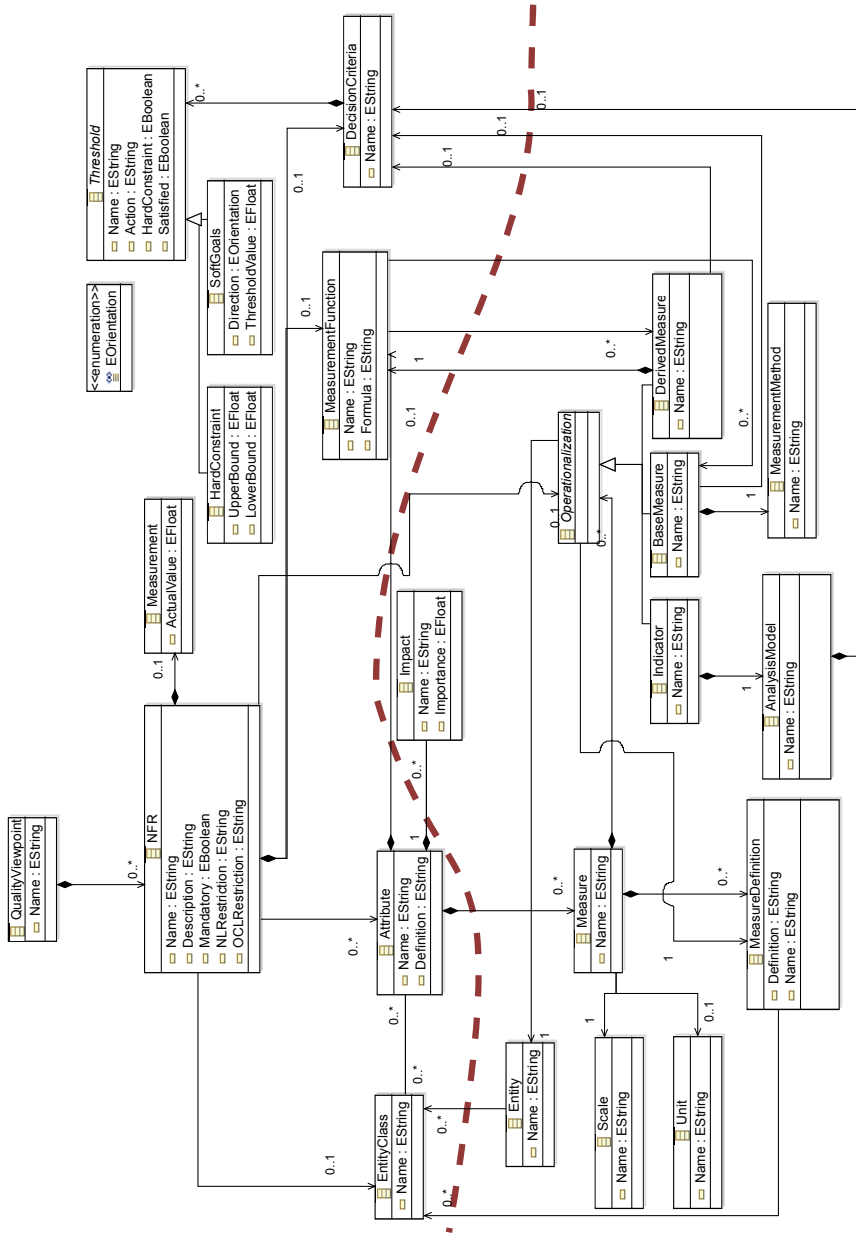 QualityViewpoint
Name : EString
0..*
<<enumeration>>
EOrientation
Threshold
Name : EString
Action : EString
HardConstraint : EBoolean
Satisfied : EBoolean
0..*
NFR
Name : EString
Description : EString
Mandatory : EBoolean
NLRestriction : EString
OCLRestriction : EString
0..1
Measurement
ActualValue : EFloat
HardConstraint
UpperBound : EFloat
LowerBound : EFloat
SoftGoals
Direction : EOrientation
ThresholdValue : EFloat
0..1
0..*
0..1
0..1
EntityClass
Name : EString
0..*
0..*
Attribute
Name : EString
Definition : EString
1
0..*
Impact
Name : EString
Importance : EFloat
MeasurementFunction
Name : EString
Formula : EString
0..1
1
DecisionCriteria
Name : EString
0..1
0..1
0..1
0..*
0..*
0..*
Entity
Name : EString
1
Measure
Name : EString
0..*
0..1
0..*
Operationalization
0..*
Scale
Name : EString
1
Unit
Name : EString
0..1
1
0..*
Indicator
Name : EString
1
BaseMeasure
Name : EString
0..*
DerivedMeasure
Name : EString
1
MeasureDefinition
Definition : EString
Name : EString
AnalysisModel
Name : EString
MeasurementMethod
Name : EString